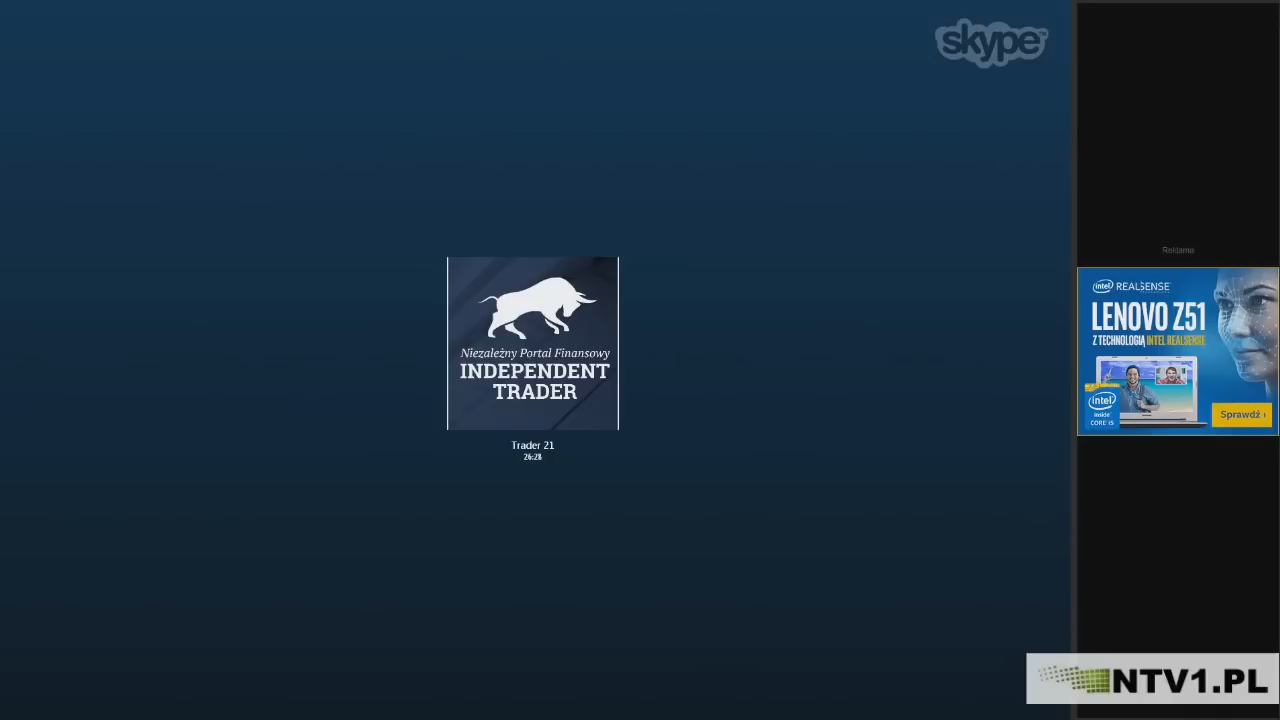 skype
Niezależny Portal Finansowy
INDEPENDENT
TRADER
Trader 21
26:28
Reklama
intel REALSENSE
LENOVO Z51
Z TECHNOLOGIĄ INTEL REALSENSE
intel
inside
CORE i5
Sprawdź ›
NTV1.PL